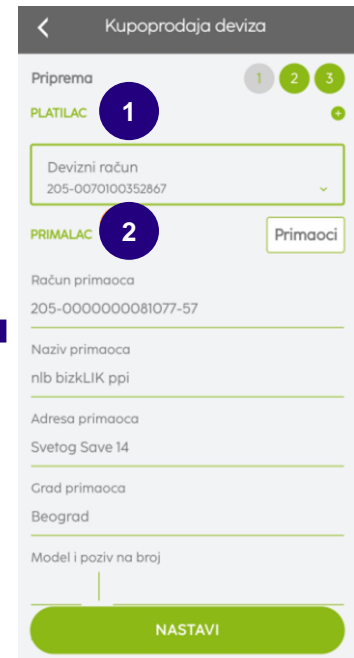 Kupoprodaja deviza
Priprema 1 2 3
PLATILAC 1
Devizni račun
205-0070100352867
PRIMALAC 2 Primaoci
Račun primaoca
205-0000000081077-57
Naziv primaoca
nlb bizkLIK ppi
Adresa primaoca
Svetog Save 14
Grad primaoca
Beograd
Model i poziv na broj
NASTAVI